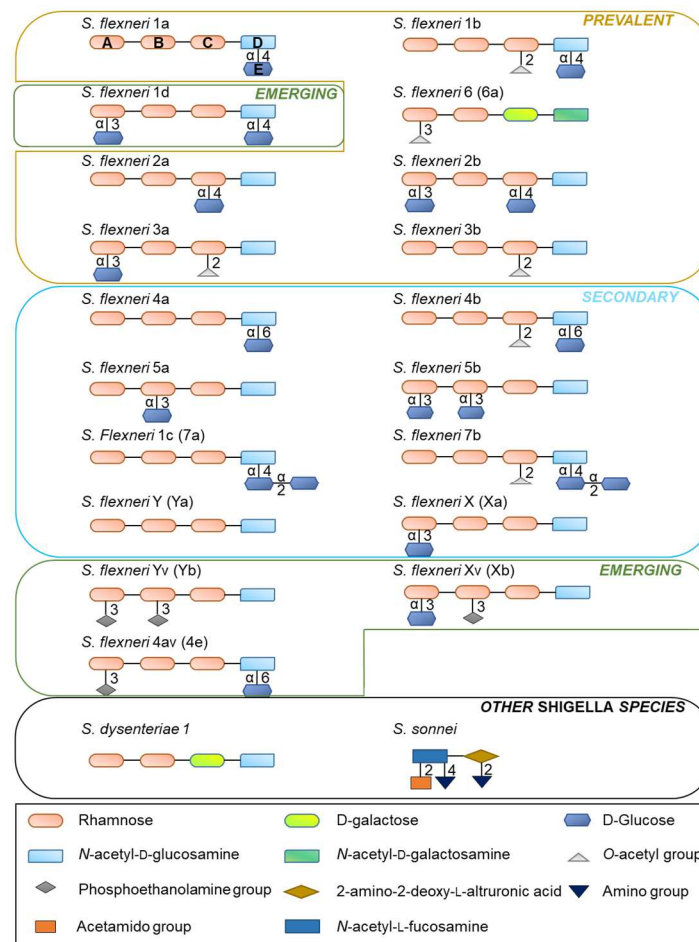 S. flexneri 1a
S. flexneri 1b
PREVALENT
A B C D
α 4
E
2
α 4
S. flexneri 1d
EMERGING
S. flexneri 6 (6a)
α 3
α 4
3
S. flexneri 2a
S. flexneri 2b
α 4
α 3
α 4
S. flexneri 3a
S. flexneri 3b
α 3
2
2
SECONDARY
S. flexneri 4a
S. flexneri 4b
α 6
2
α 6
S. flexneri 5a
S. flexneri 5b
α 3
α 3
α 3
S. Flexneri 1c (7a)
S. flexneri 7b
α 4
α
2
2
α 4
α
2
S. flexneri Y (Ya)
S. flexneri X (Xa)
α 3
S. flexneri Yv (Yb)
S. flexneri Xv (Xb)
EMERGING
3
3
α 3
3
S. flexneri 4av (4e)
3
α 6
OTHER SHIGELLA SPECIES
S. dysenteriae 1
S. sonnei
2
4
2
Rhamnose
D-galactose
D-Glucose
N-acetyl-D-glucosamine
N-acetyl-D-galactosamine
O-acetyl group
Phosphoethanolamine group
2-amino-2-deoxy-L-altruronic acid
Amino group
Acetamido group
N-acetyl-L-fucosamine